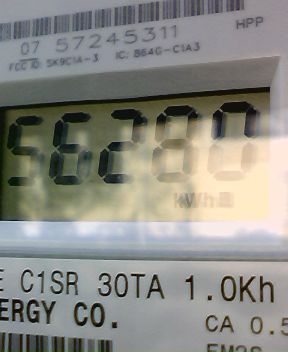 HPP
07 57245311
FCC ID: SK9C1A-3 IC: 864G-C1A3
56280
kWh
E C1SR 30TA 1.0Kh
ERGY CO.
CA 0.5